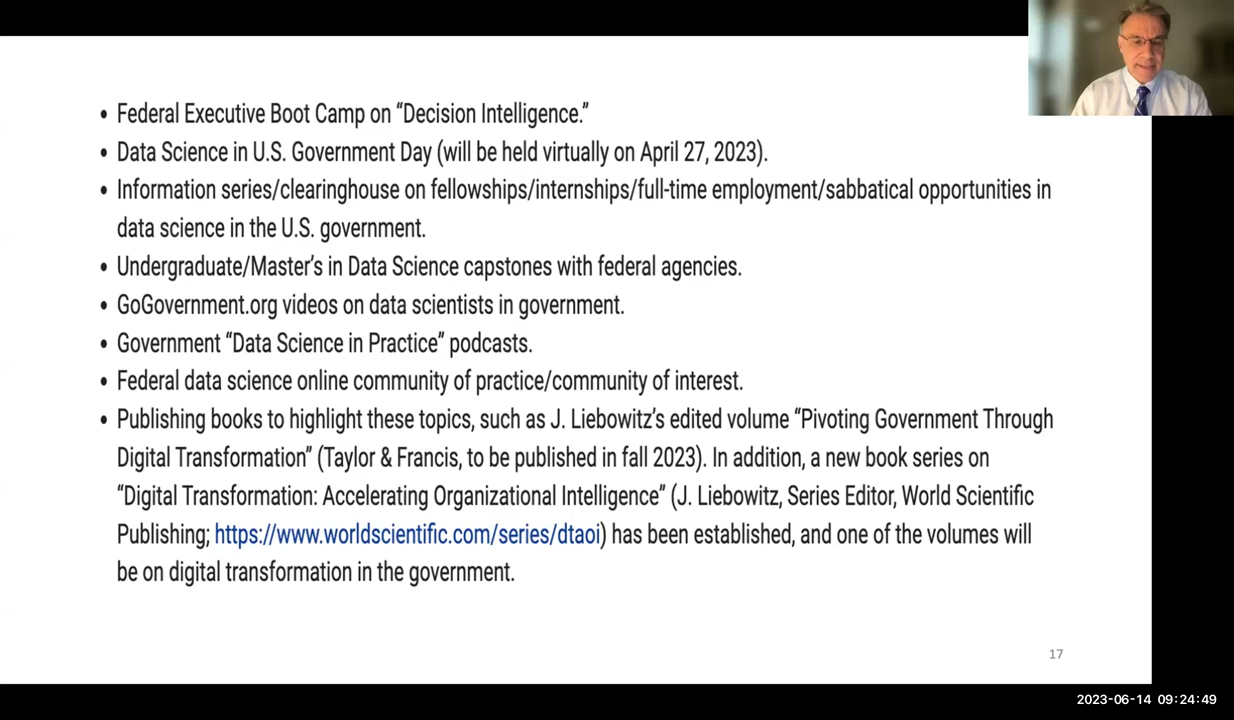 • Federal Executive Boot Camp on “Decision Intelligence.”
• Data Science in U.S. Government Day (will be held virtually on April 27, 2023).
• Information series/clearinghouse on fellowships/internships/full-time employment/sabbatical opportunities in
data science in the U.S. government.
• Undergraduate/Master’s in Data Science capstones with federal agencies.
• GoGovernment.org videos on data scientists in government.
• Government “Data Science in Practice” podcasts.
• Federal data science online community of practice/community of interest.
• Publishing books to highlight these topics, such as J. Liebowitz’s edited volume “Pivoting Government Through
Digital Transformation” (Taylor & Francis, to be published in fall 2023). In addition, a new book series on
“Digital Transformation: Accelerating Organizational Intelligence” (J. Liebowitz, Series Editor, World Scientific
Publishing; https://www.worldscientific.com/series/dtaoi) has been established, and one of the volumes will
be on digital transformation in the government.
17
2023-06-14 09:24:49